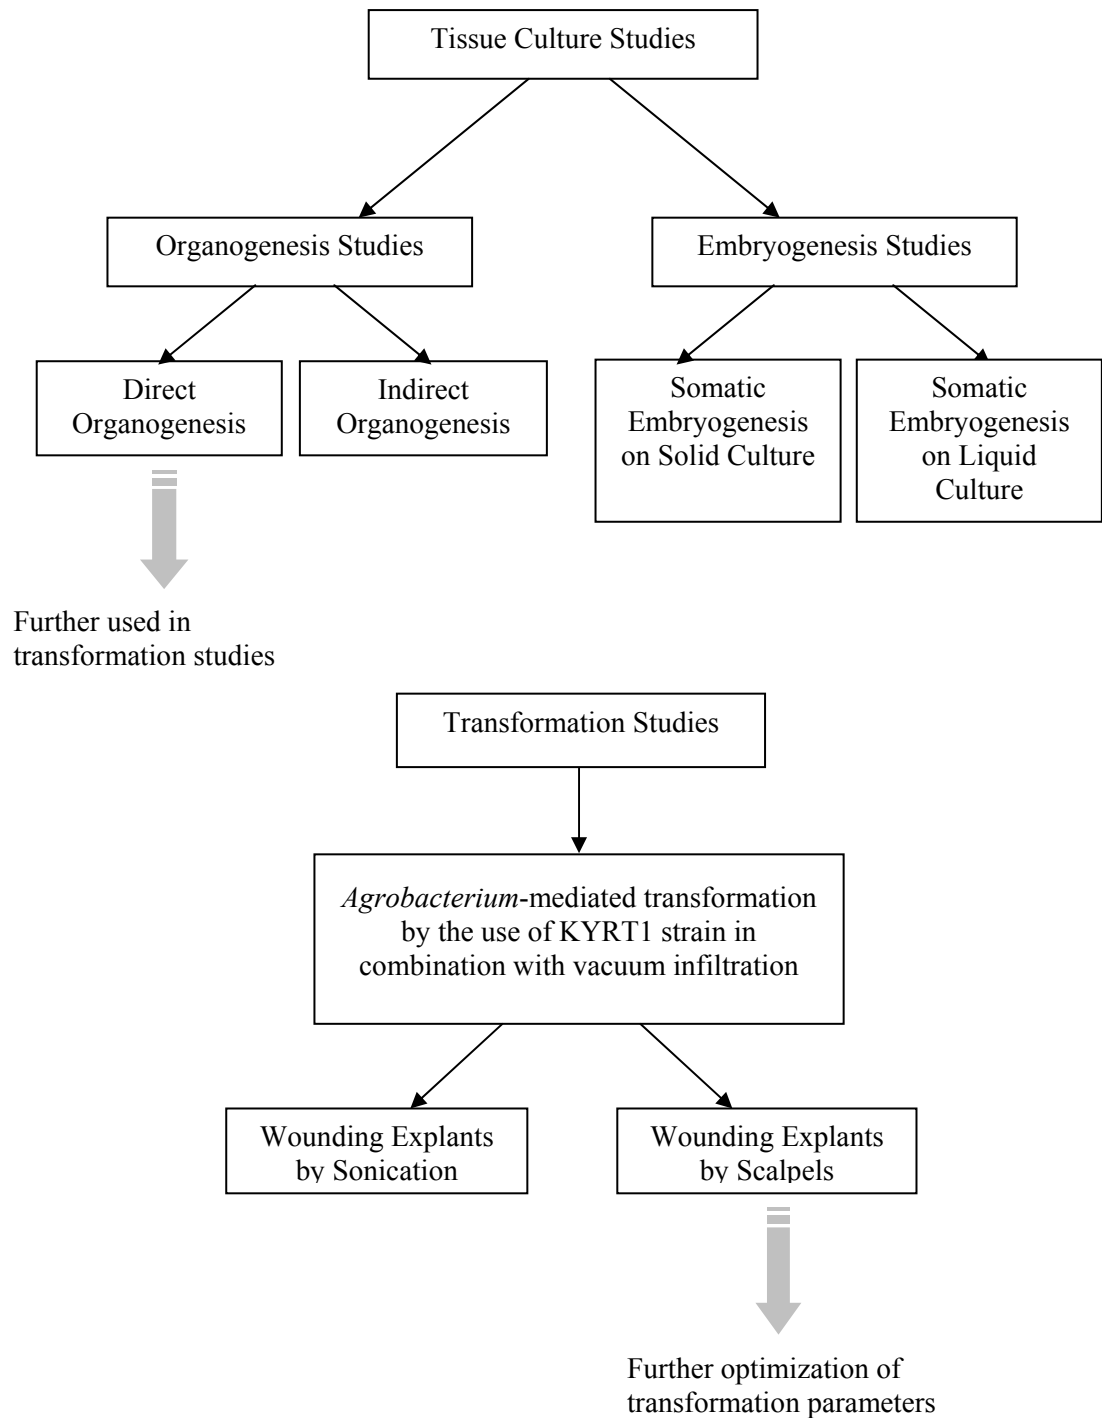 Tissue Culture Studies
Organogenesis Studies
Embryogenesis Studies
Direct
Organogenesis
Indirect
Organogenesis
Somatic
Embryogenesis
on Solid Culture
Somatic
Embryogenesis
on Liquid
Culture
Further used in
transformation studies
Transformation Studies
Agrobacterium-mediated transformation
by the use of KYRT1 strain in
combination with vacuum infiltration
Wounding Explants
by Sonication
Wounding Explants
by Scalpels
Further optimization of
transformation parameters